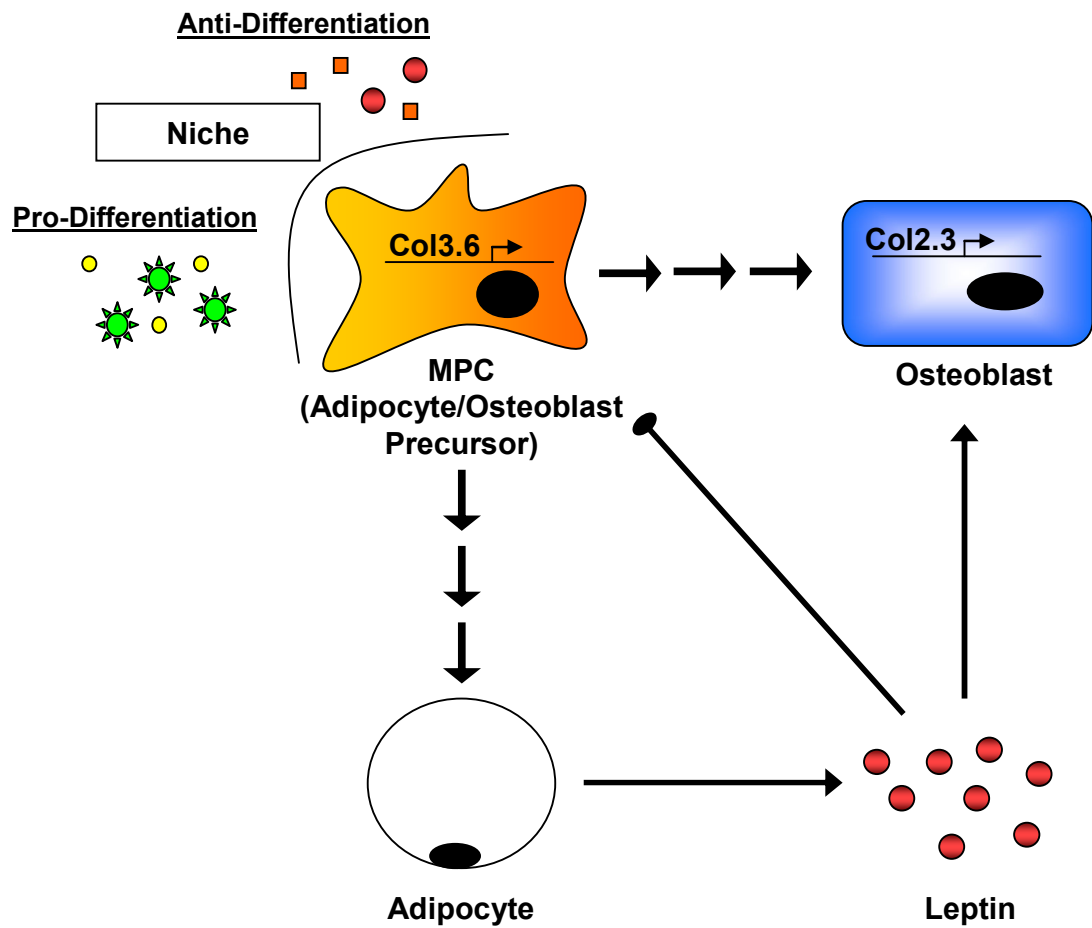 Anti-Differentiation
Niche
Pro-Differentiation
Col3.6
Col2.3
MPC
(Adipocyte/Osteoblast
Precursor)
Osteoblast
Adipocyte
Leptin